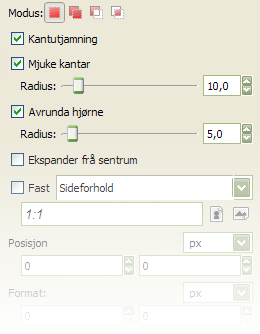 Modus:
Kantutjamning
Mjuke kantar
Radius: 10,0
Avrunda hjørne
Radius: 5,0
Ekspander frå sentrum
Fast Sideforhold
1:1
Posisjon px
0 0
Format: px
0 0